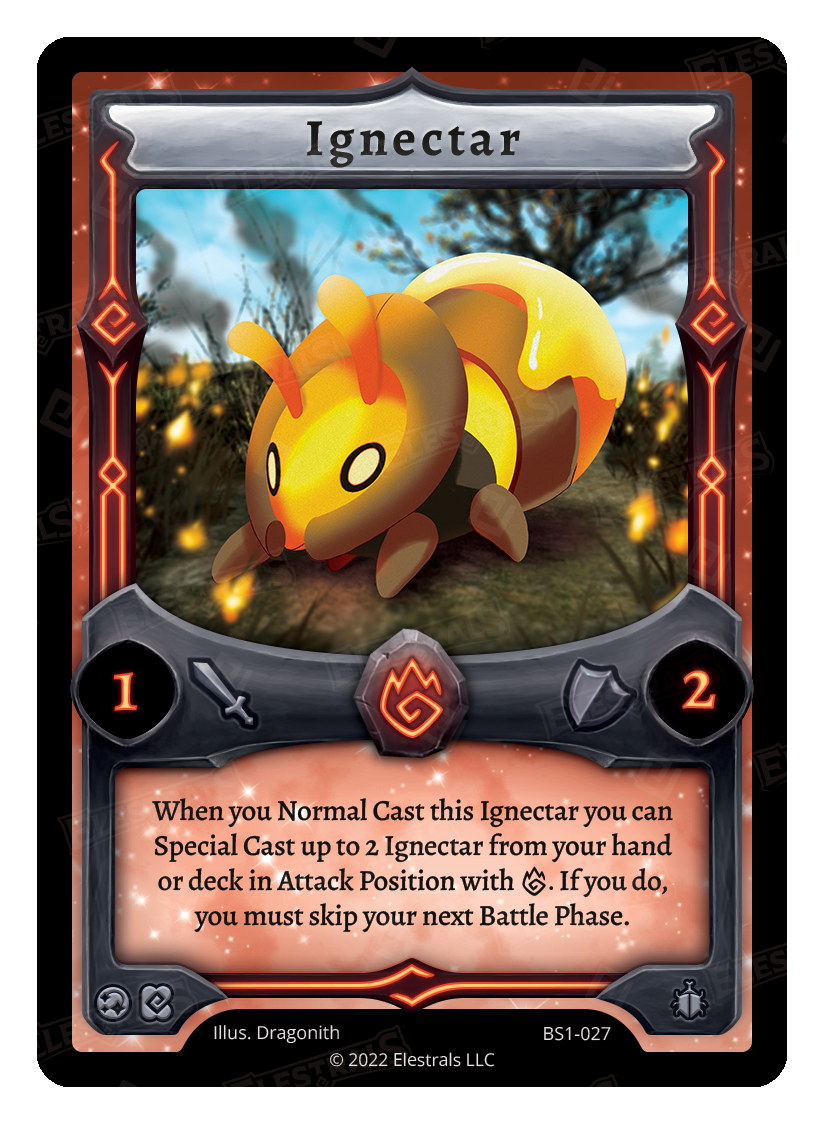 Ignectar
1
2
When you Normal Cast this Ignectar you can
Special Cast up to 2 Ignectar from your hand
or deck in Attack Position with . If you do,
you must skip your next Battle Phase.
Illus. Dragonith
BS1-027
© 2022 Elestrals LLC
ELESTRALS